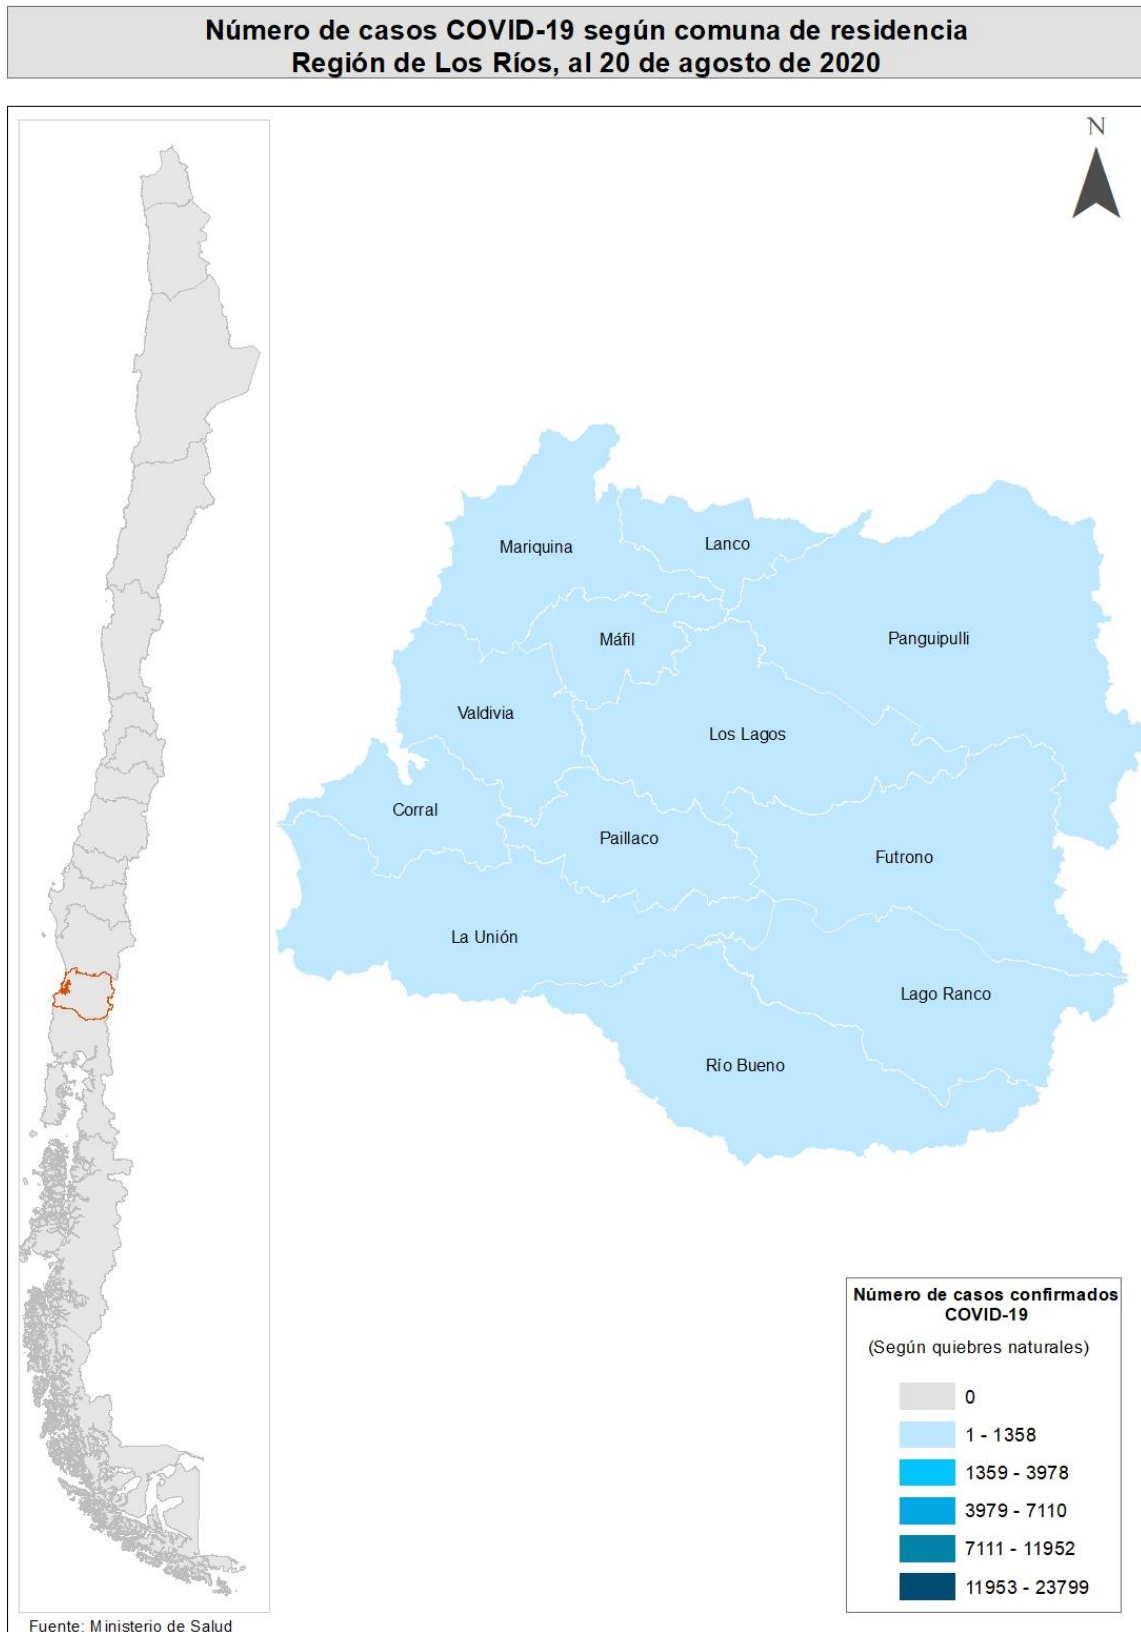 Número de casos COVID-19 según comuna de residencia
Región de Los Ríos, al 20 de agosto de 2020
N
Mariquina
Lanco
Máfil
Panguipulli
Valdivia
Los Lagos
Corral
Paillaco
Futrono
La Unión
Lago Ranco
Río Bueno
Número de casos confirmados
COVID-19
(Según quiebres naturales)
0
1 - 1358
1359 - 3978
3979 - 7110
7111 - 11952
11953 - 23799
Fuente: Ministerio de Salud